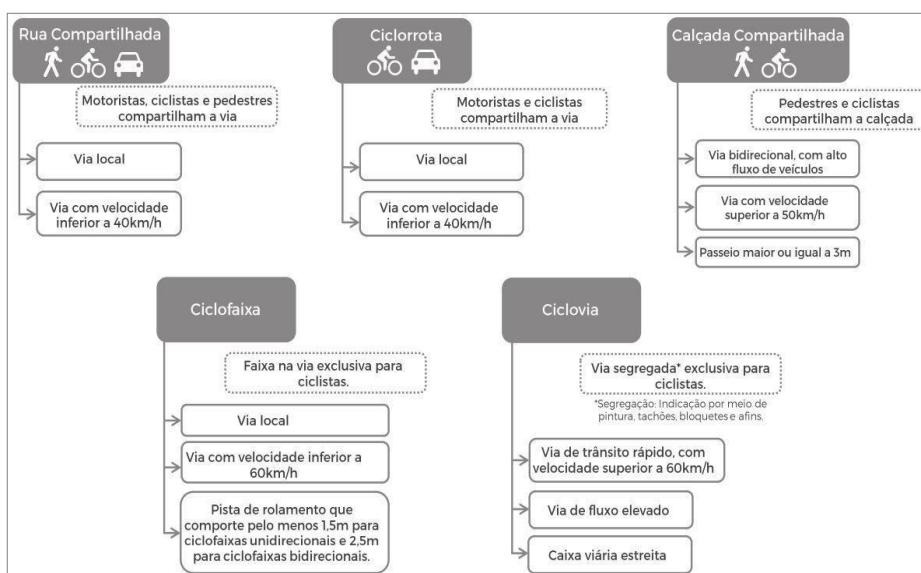 Rua Compartilhada
Motoristas, ciclistas e pedestres
compartilham a via
Via local
Via com velocidade
inferior a 40km/h
Ciclorrota
Motoristas e ciclistas
compartilham a via
Via local
Via com velocidade
inferior a 40km/h
Calçada Compartilhada
Pedestres e ciclistas
compartilham a calçada
Via bidirecional, com alto
fluxo de veículos
Via com velocidade
superior a 50km/h
Passeio maior ou igual a 3m
Ciclofaixa
Faixa na via exclusiva para
ciclistas.
Via local
Via com velocidade inferior a
60km/h
Pista de rolamento que
comporte pelo menos 1,5m para
ciclofaixas unidirecionais e 2,5m
para ciclofaixas bidirecionais.
Ciclovia
Via segregada* exclusiva para
ciclistas.
*Segregação: Indicação por meio de
pintura, tachões, bloquetes e afins.
Via de trânsito rápido, com
velocidade superior a 60km/h
Via de fluxo elevado
Caixa viária estreita